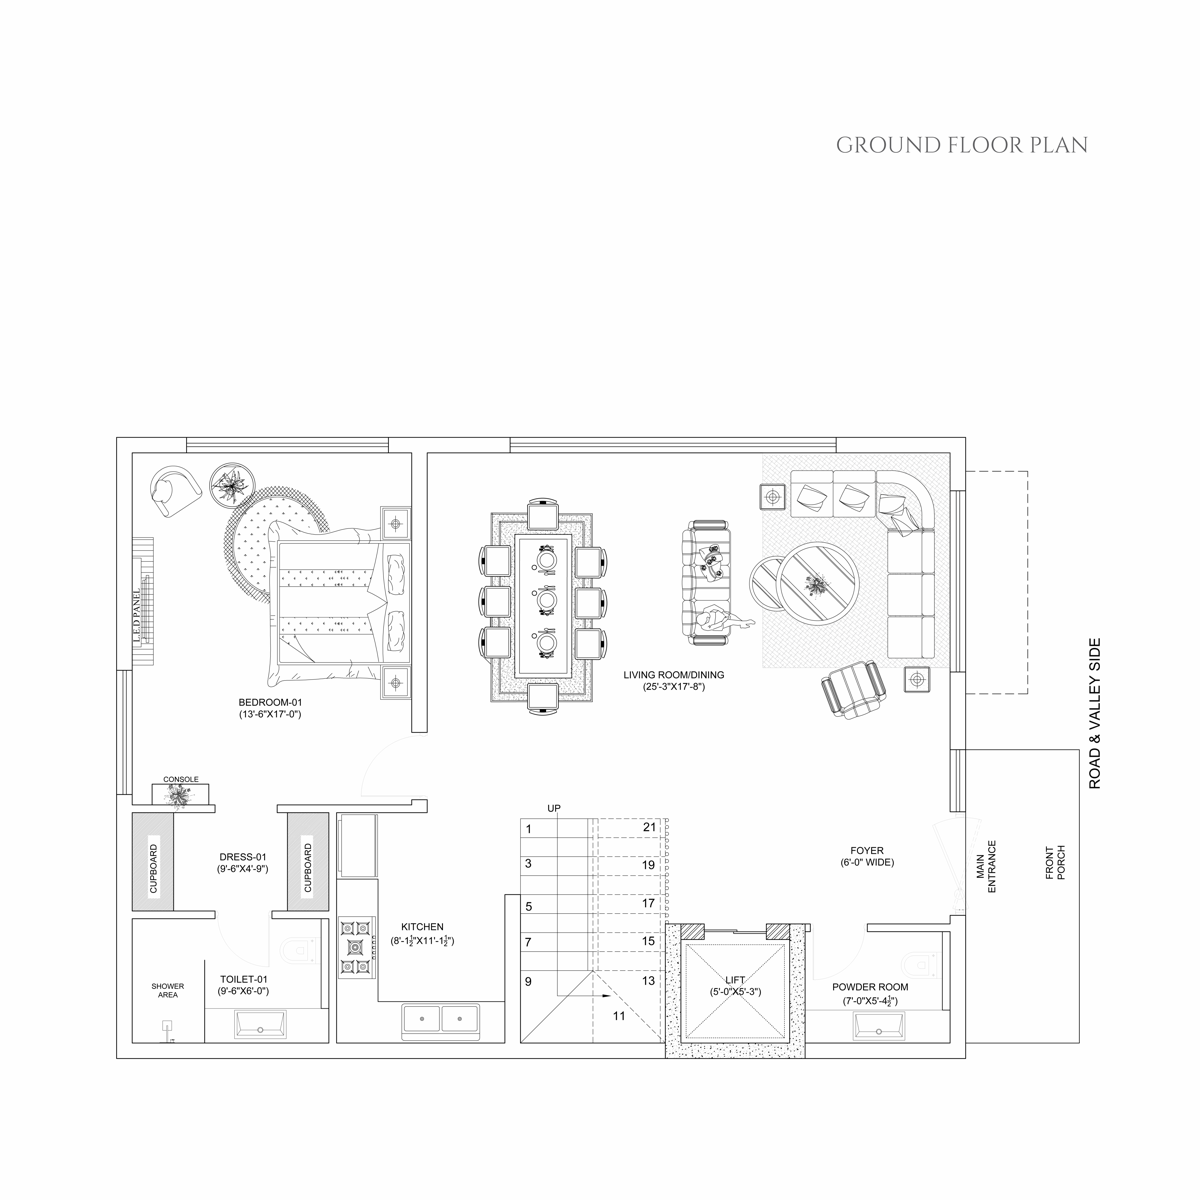 GROUND FLOOR PLAN
L.E.D PANEL
BEDROOM-01
(13'-6"X17'-0")
LIVING ROOM/DINING
(25'-3"X17'-8")
ROAD & VALLEY SIDE
CONSOLE
UP
CUPBOARD
DRESS-01
(9'-6"X4'-9")
CUPBOARD
1
3
5
7
9
11
13
15
17
19
21
FOYER
(6'-0" WIDE)
MAIN
ENTRANCE
FRONT
PORCH
KITCHEN
(8'-1½"X11'-1½")
SHOWER
AREA
TOILET-01
(9'-6"X6'-0")
LIFT
(5'-0"X5'-3")
POWDER ROOM
(7'-0"X5'-4½")